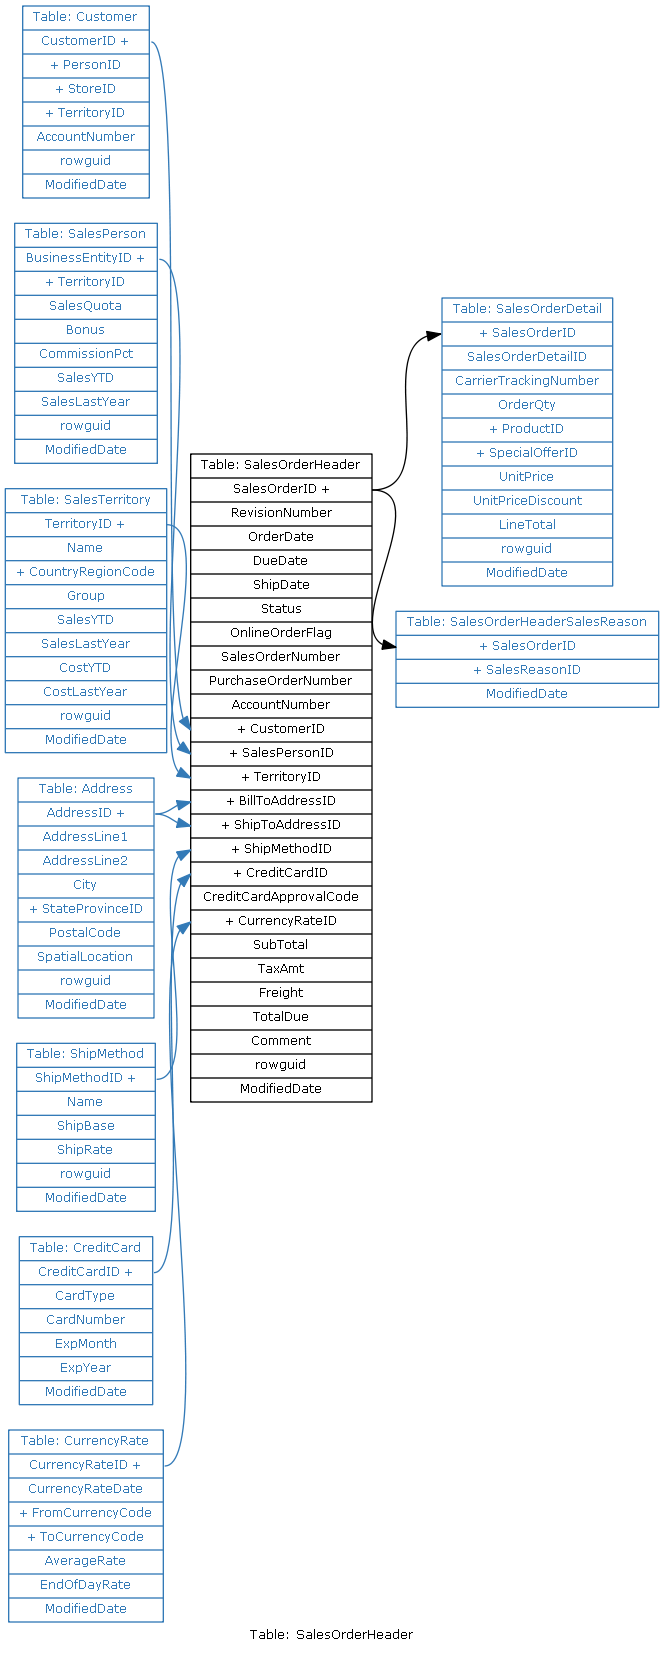 Table: Customer
CustomerID +
+ PersonID
+ StoreID
+ TerritoryID
AccountNumber
rowguid
ModifiedDate
Table: SalesPerson
BusinessEntityID +
+ TerritoryID
SalesQuota
Bonus
CommissionPct
SalesYTD
SalesLastYear
rowguid
ModifiedDate
Table: SalesTerritory
TerritoryID +
Name
+ CountryRegionCode
Group
SalesYTD
SalesLastYear
CostYTD
CostLastYear
rowguid
ModifiedDate
Table: Address
AddressID +
AddressLine1
AddressLine2
City
+ StateProvinceID
PostalCode
SpatialLocation
rowguid
ModifiedDate
Table: ShipMethod
ShipMethodID +
Name
ShipBase
ShipRate
rowguid
ModifiedDate
Table: CreditCard
CreditCardID +
CardType
CardNumber
ExpMonth
ExpYear
ModifiedDate
Table: CurrencyRate
CurrencyRateID +
CurrencyRateDate
+ FromCurrencyCode
+ ToCurrencyCode
AverageRate
EndOfDayRate
ModifiedDate
Table: SalesOrderHeader
SalesOrderID +
RevisionNumber
OrderDate
DueDate
ShipDate
Status
OnlineOrderFlag
SalesOrderNumber
PurchaseOrderNumber
AccountNumber
+ CustomerID
+ SalesPersonID
+ TerritoryID
+ BillToAddressID
+ ShipToAddressID
+ ShipMethodID
+ CreditCardID
CreditCardApprovalCode
+ CurrencyRateID
SubTotal
TaxAmt
Freight
TotalDue
Comment
rowguid
ModifiedDate
Table: SalesOrderDetail
+ SalesOrderID
SalesOrderDetailID
CarrierTrackingNumber
OrderQty
+ ProductID
+ SpecialOfferID
UnitPrice
UnitPriceDiscount
LineTotal
rowguid
ModifiedDate
Table: SalesOrderHeaderSalesReason
+ SalesOrderID
+ SalesReasonID
ModifiedDate
Table: SalesOrderHeader